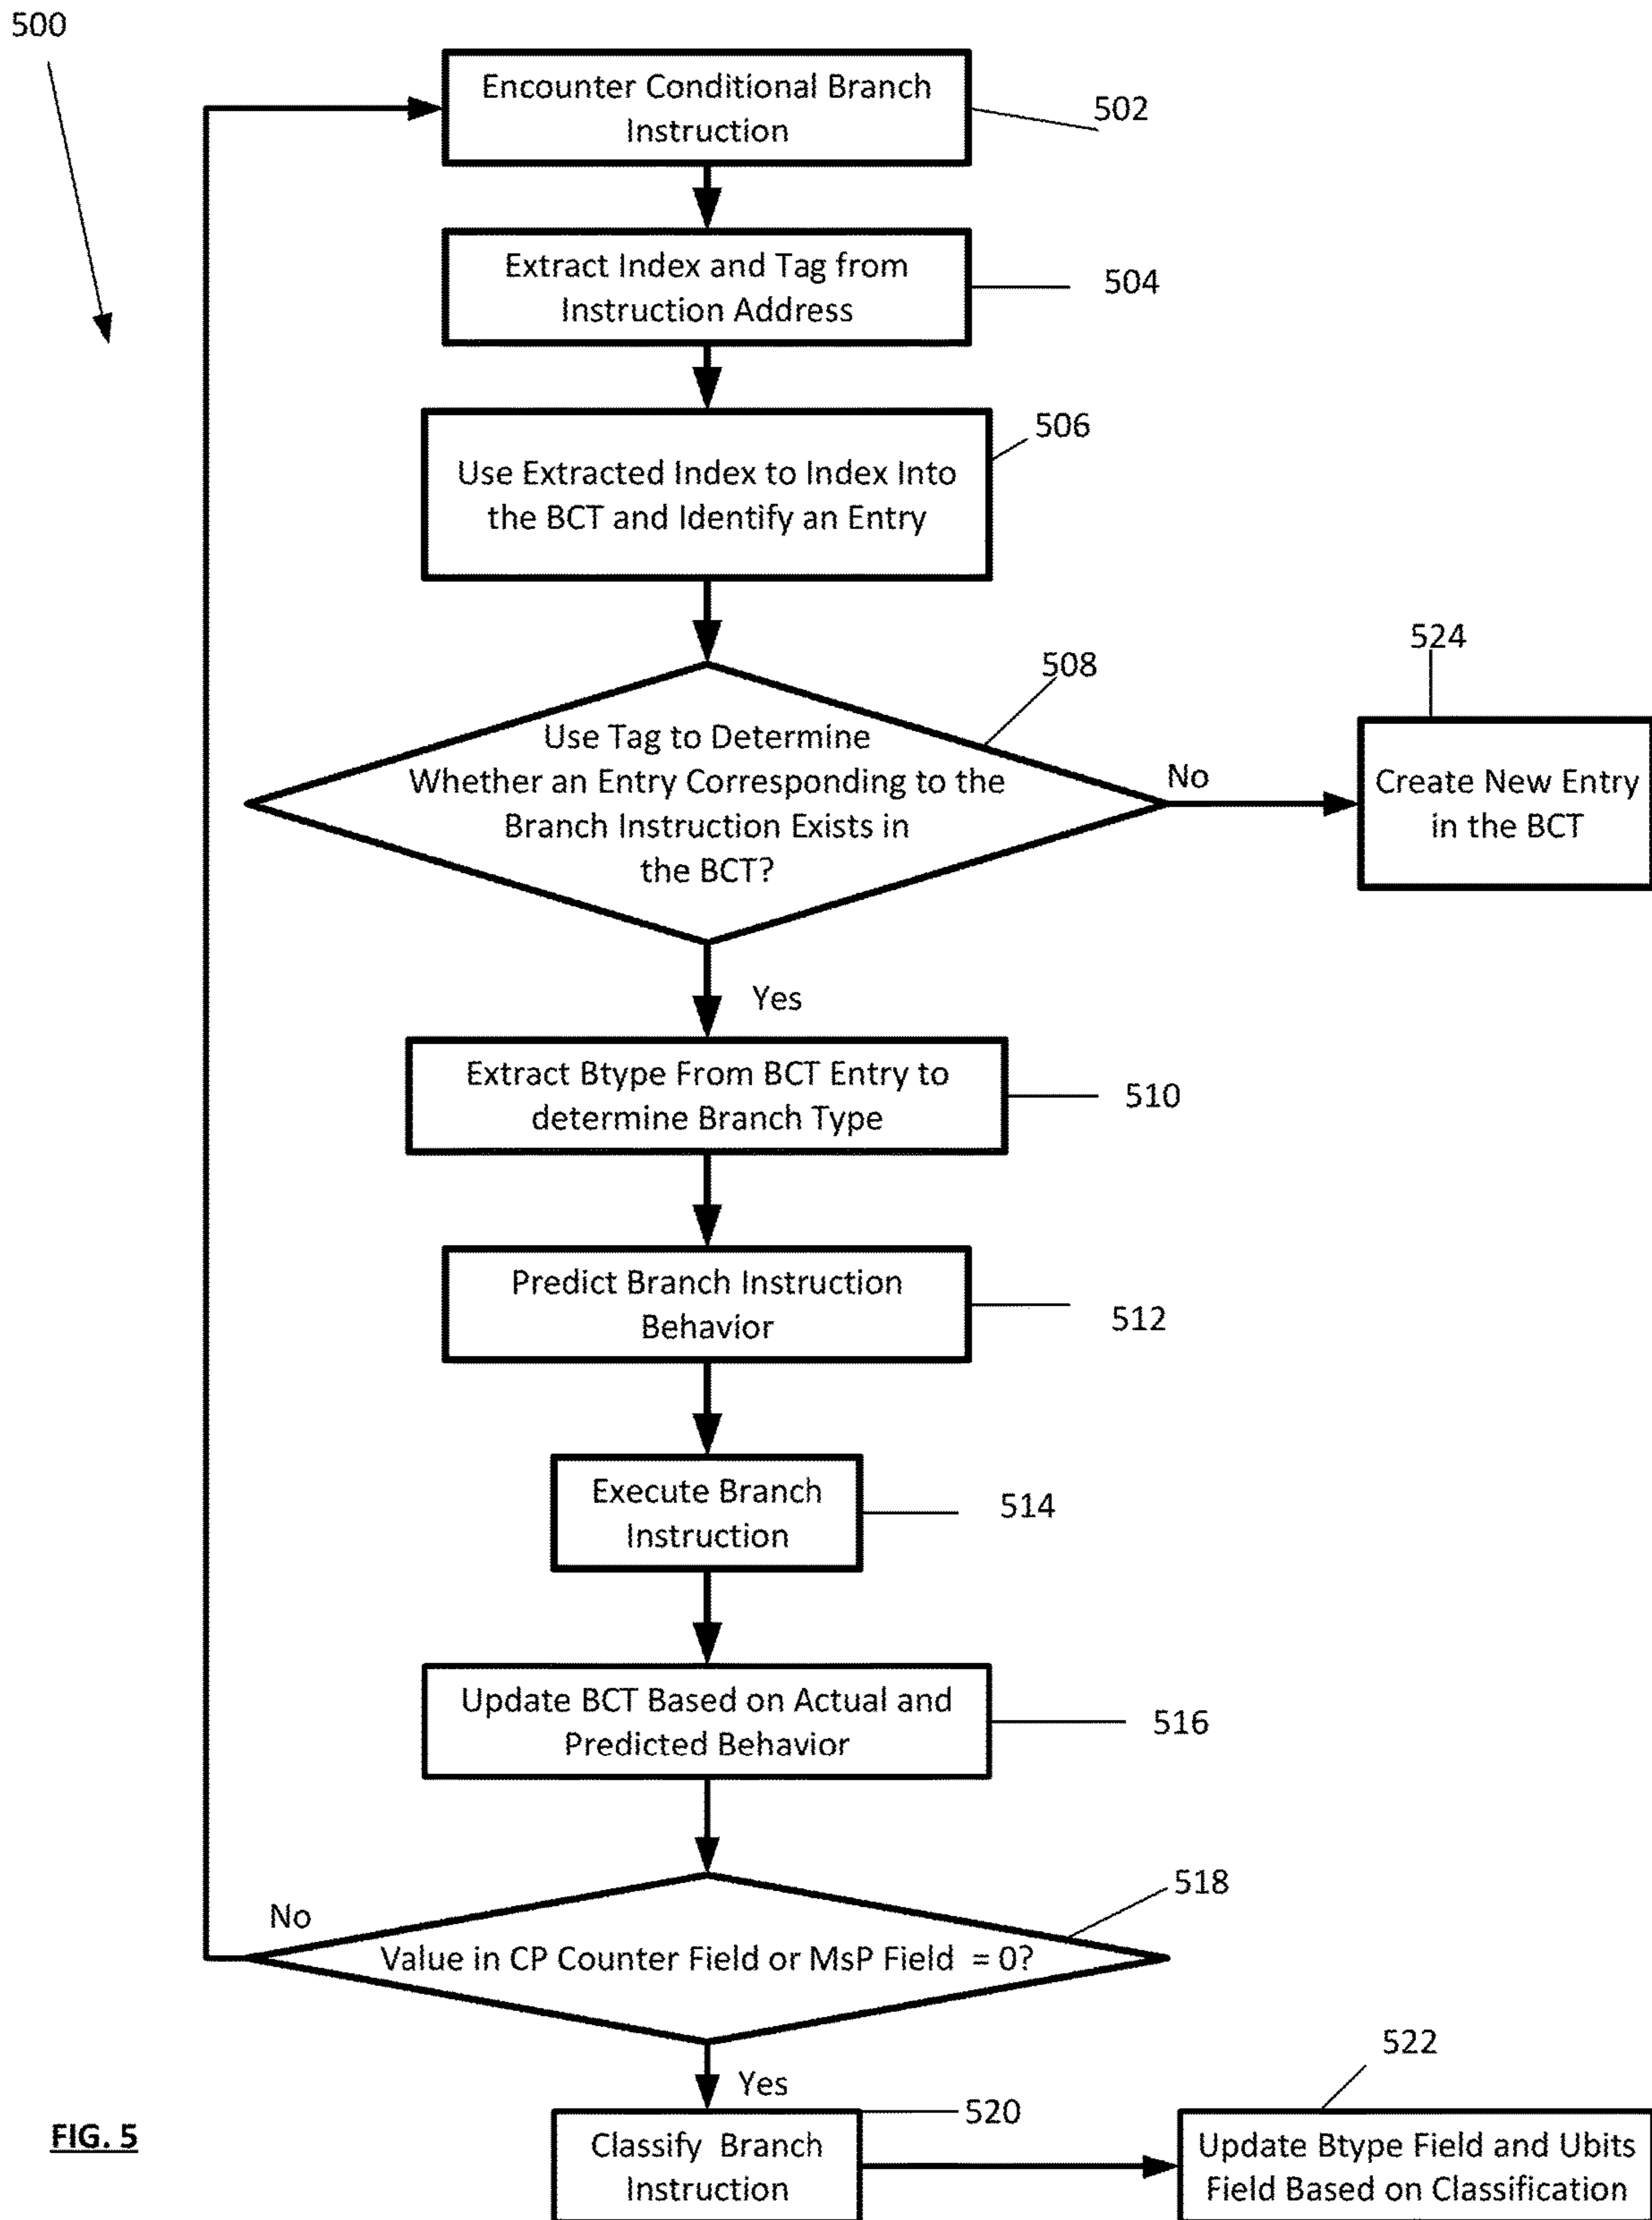 500
Encounter Conditional Branch
Instruction
502
Extract Index and Tag from
Instruction Address
504
506
Use Extracted Index to Index Into
the BCT and Identify an Entry
508
524
Use Tag to Determine
Whether an Entry Corresponding to the
Branch Instruction Exists in
the BCT?
No
Create New Entry
in the BCT
Yes
Extract Btype From BCT Entry to
determine Branch Type
510
Predict Branch Instruction
Behavior
512
Execute Branch
Instruction
514
Update BCT Based on Actual and
Predicted Behavior
516
518
No
Value in CP Counter Field or MsP Field = 0?
Yes
520
522
Classify Branch
Instruction
Update Btype Field and Ubits
Field Based on Classification
FIG. 5